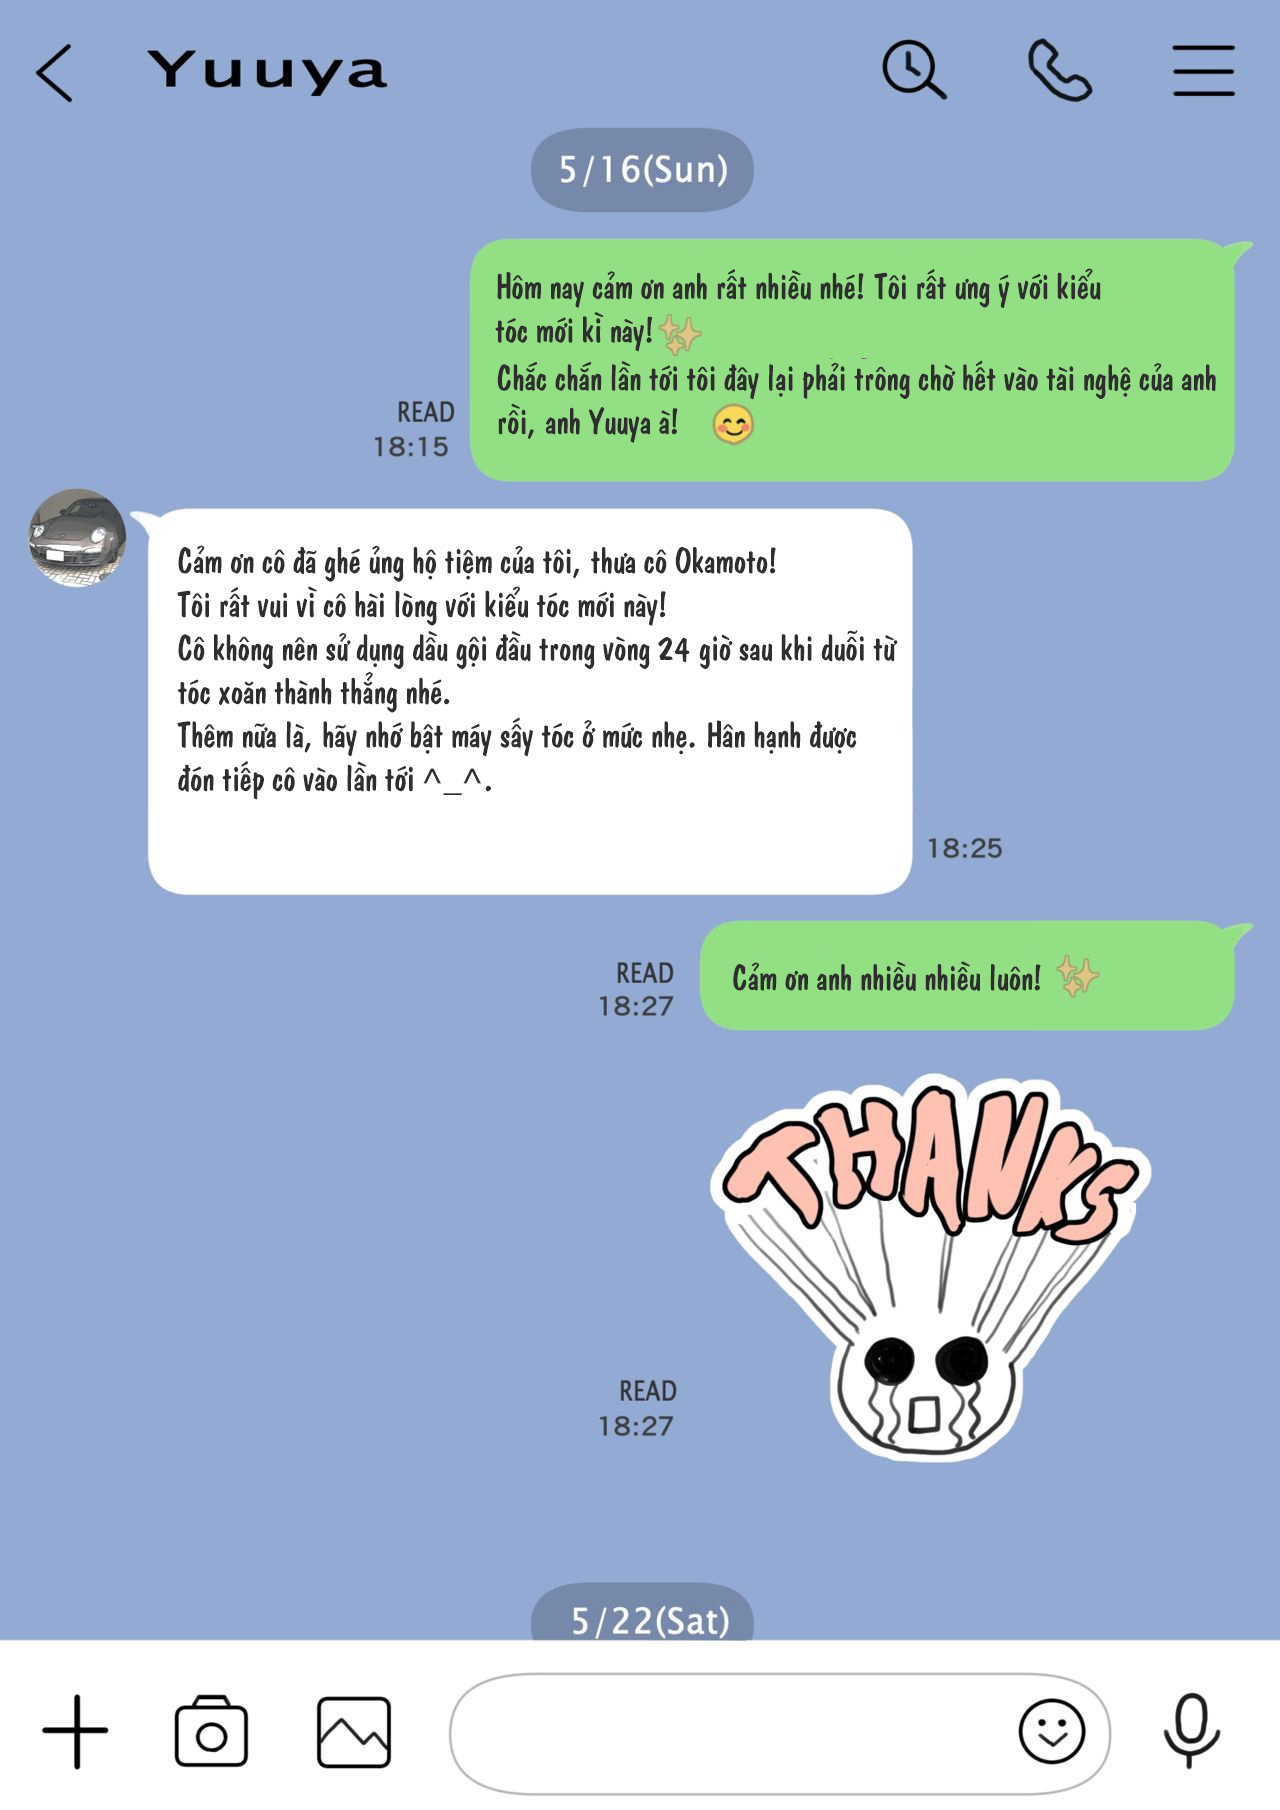 Yuuya
5/16(Sun)
Hôm nay cảm ơn anh rất nhiều nhé! Tôi rất ưng ý với kiểu
tóc mới kì này!
Chắc chắn lần tới tôi đây lại phải trông chờ hết vào tài nghệ của anh
rồi, anh Yuuya à!
READ
18:15
Cảm ơn cô đã ghé ủng hộ tiệm của tôi, thưa cô Okamoto!
Tôi rất vui vì cô hài lòng với kiểu tóc mới này!
Cô không nên sử dụng dầu gội đầu trong vòng 24 giờ sau khi duỗi từ
tóc xoăn thành thẳng nhé.
Thêm nữa là, hãy nhớ bật máy sấy tóc ở mức nhẹ. Hân hạnh được
đón tiếp cô vào lần tới ^_^.
18:25
Cảm ơn anh nhiều nhiều luôn!
READ
18:27
THANKS
READ
18:27
5/22(Sat)